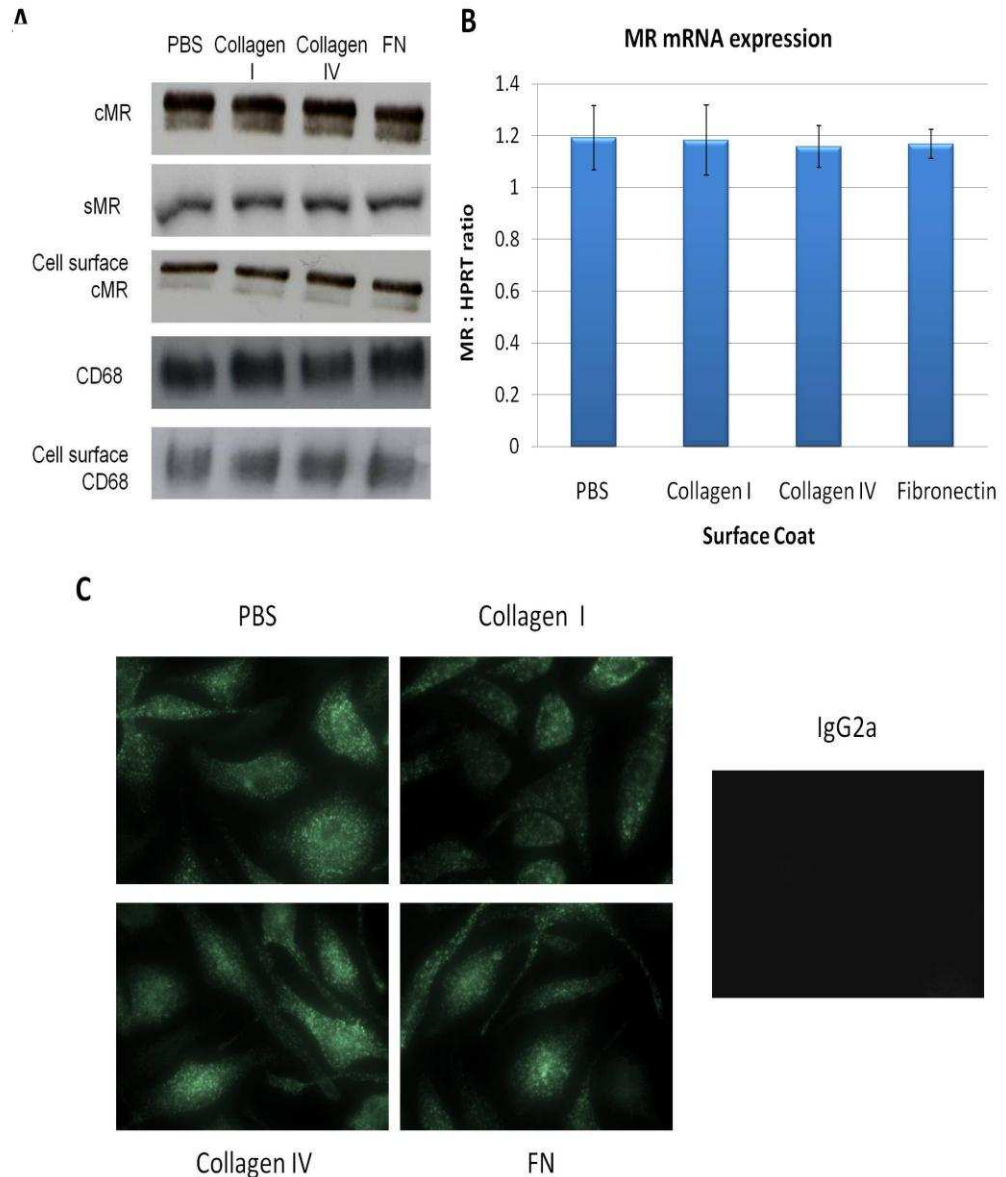 A
PBS Collagen I Collagen IV FN
cMR
sMR
Cell surface cMR
CD68
Cell surface CD68
B
MR mRNA expression
MR : HPRT ratio
1.4
1.2
1
0.8
0.6
0.4
0.2
0
PBS Collagen I Collagen IV Fibronectin
Surface Coat
C
PBS Collagen I
IgG2a
Collagen IV FN